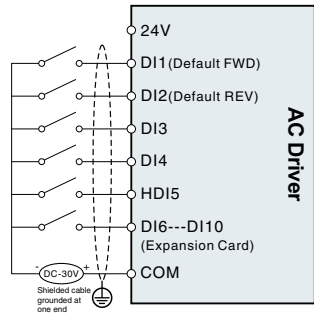 24V
DI1(Default FWD)
DI2(Default REV)
DI3
DI4
HDI5
DI6---DI10
(Expansion Card)
- DC-30V +
COM
Shielded cable
grounded at
one end
AC Driver